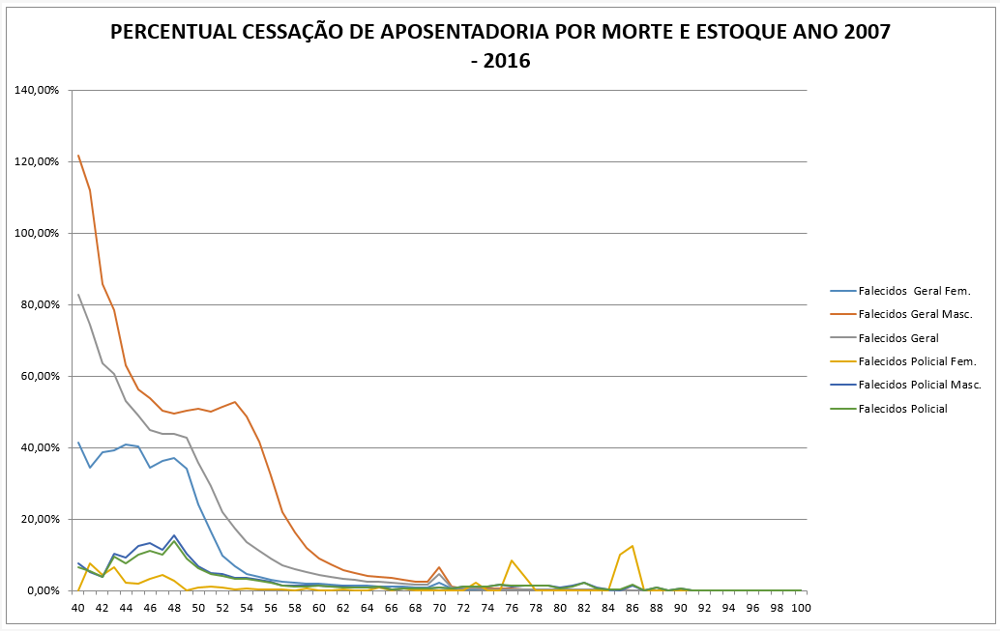 PERCENTUAL CESSAÇÃO DE APOSENTADORIA POR MORTE E ESTOQUE ANO 2007
- 2016
140,00%
120,00%
100,00%
80,00%
60,00%
40,00%
20,00%
0,00%
40 42 44 46 48 50 52 54 56 58 60 62 64 66 68 70 72 74 76 78 80 82 84 86 88 90 92 94 96 98 100
Falecidos Geral Fem.
Falecidos Geral Masc.
Falecidos Geral
Falecidos Policial Fem.
Falecidos Policial Masc.
Falecidos Policial